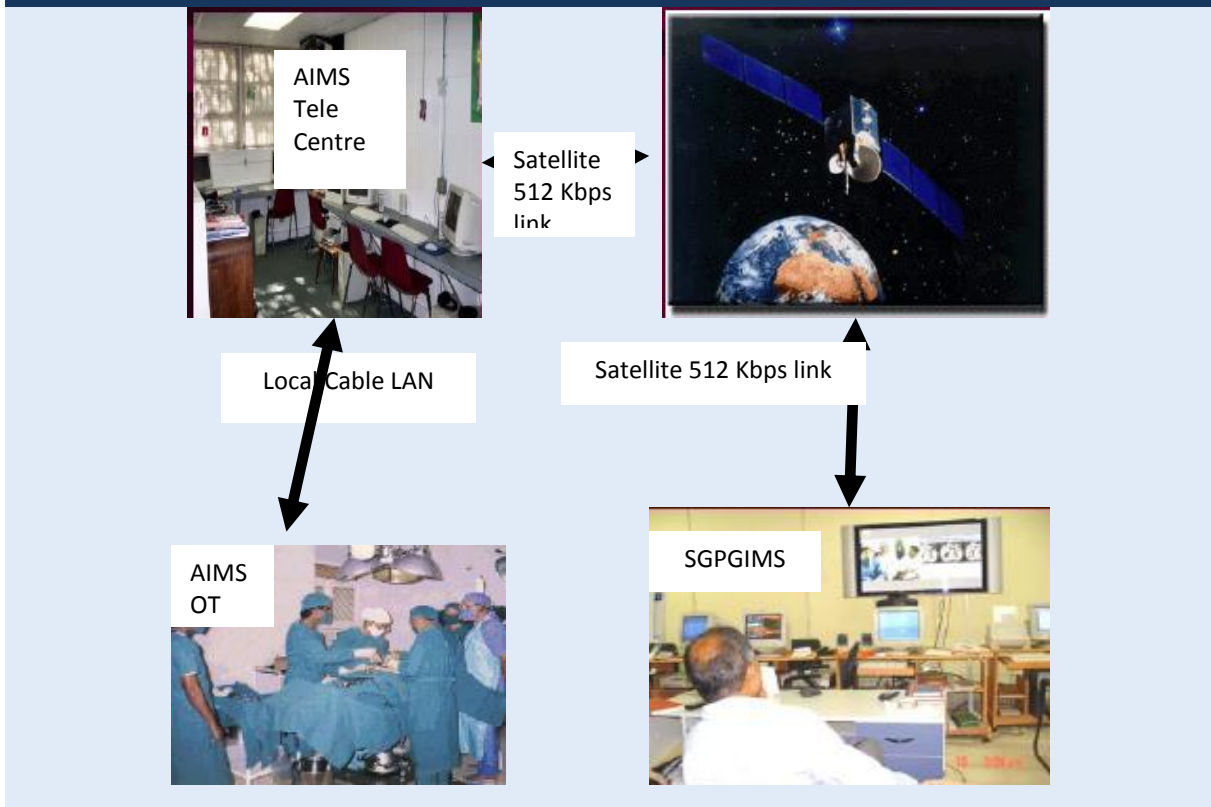 AIMS
Tele
Centre
Satellite
512 Kbps
link
Local Cable LAN
Satellite 512 Kbps link
AIMS
OT
SGPGIMS